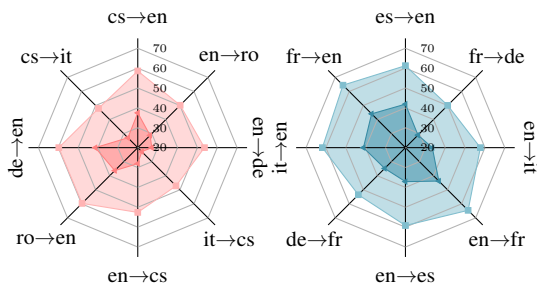 cs→en
cs→it
en→ro
de→en
en→de
ro→en
it→cs
en→cs
70
60
50
40
30
20
es→en
fr→en
fr→de
it→en
en→it
de→fr
en→fr
en→es
70
60
50
40
30
20